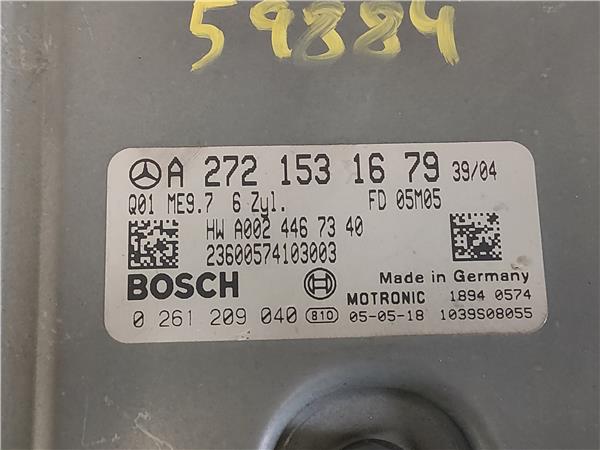 59884
A 272 153 16 79 39/04
Q01 ME9.7 6 Zyl. FD 05M05
HW A002 446 73 40
23600574103003
BOSCH Made in Germany
MOTRONIC 1894 0574
0 261 209 040 810 05-05-18 1039S08055